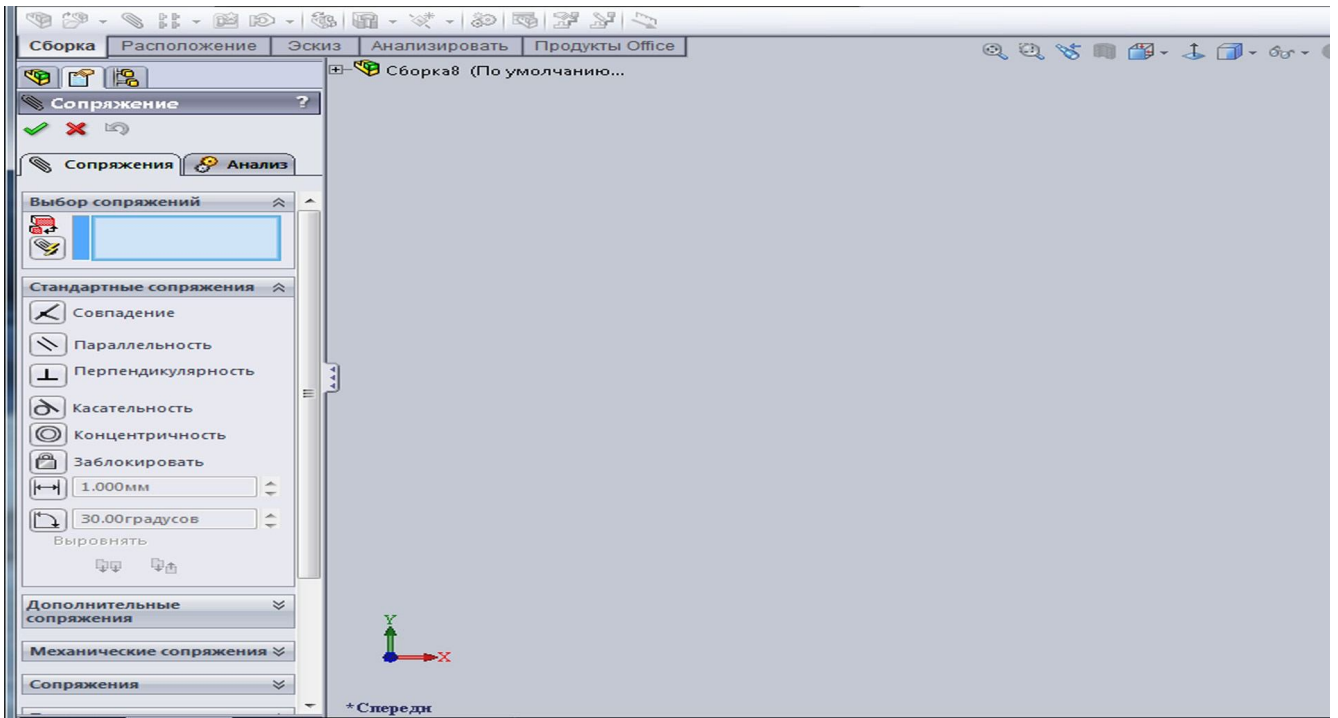 Сборка Расположение Эскиз Анализировать Продукты Office
Сборка8 (По умолчанию...
Сопряжение ?
Сопряжения Анализ
Выбор сопряжений
Стандартные сопряжения
Совпадение
Параллельность
Перпендикулярность
Касательность
Концентричность
Заблокировать
1.000мм
30.00градусов
Выровнять
Дополнительные
сопряжения
Механические сопряжения
Сопряжения
Y
X
*Спереди